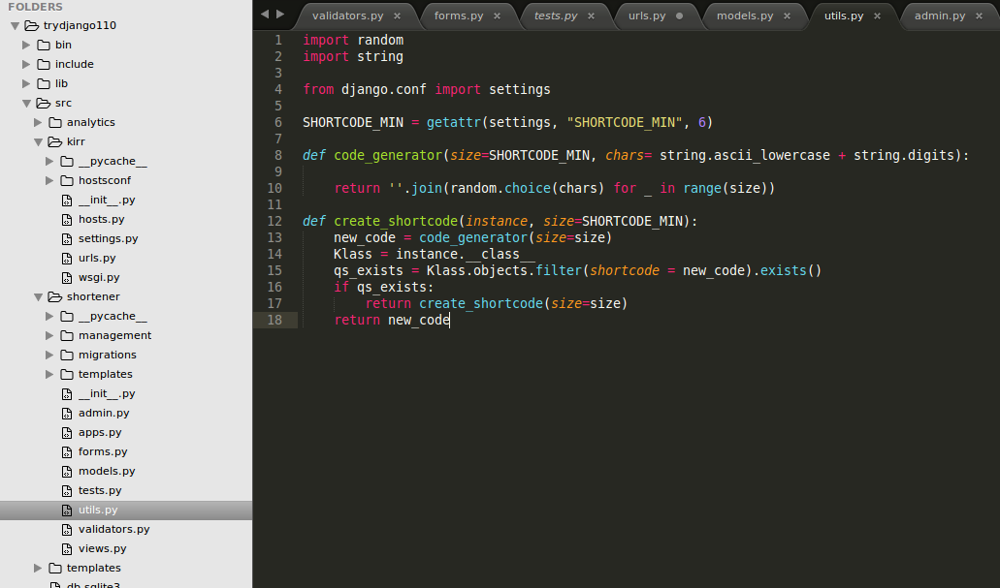 FOLDERS
trydjango110
bin
include
lib
src
analytics
kirr
__pycache__
hostsconf
__init__.py
hosts.py
settings.py
urls.py
wsgi.py
shortener
__pycache__
management
migrations
templates
__init__.py
admin.py
apps.py
forms.py
models.py
tests.py
utils.py
validators.py
views.py
templates
db.sqlite3
validators.py × forms.py × tests.py × urls.py models.py × utils.py × admin.py ×
1 import random
2 import string
3
4 from django.conf import settings
5
6 SHORTCODE_MIN = getattr(settings, "SHORTCODE_MIN", 6)
7
8 def code_generator(size=SHORTCODE_MIN, chars= string.ascii_lowercase + string.digits):
9
10     return ''.join(random.choice(chars) for _ in range(size))
11
12 def create_shortcode(instance, size=SHORTCODE_MIN):
13     new_code = code_generator(size=size)
14     Klass = instance.__class__
15     qs_exists = Klass.objects.filter(shortcode = new_code).exists()
16     if qs_exists:
17         return create_shortcode(size=size)
18     return new_code